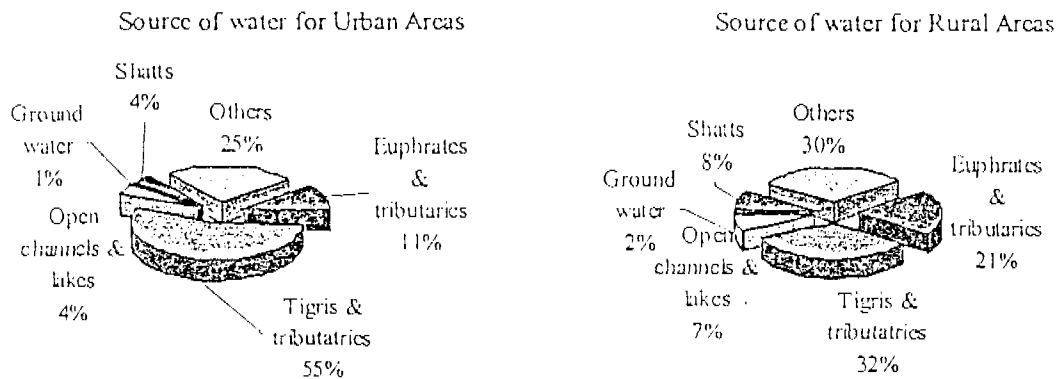 Source of water for Urban Areas
Shatts
4%
Ground
water
1%
Others
25%
Euphrates
&
tributaries
11%
Open
channels &
lakes
4%
Tigris &
tributatries
55%
Source of water for Rural Areas
Others
30%
Shatts
8%
Ground
water
2%
Euphrates &
tributaries
21%
Open
channels &
lakes
7%
Tigris &
tributatries
32%